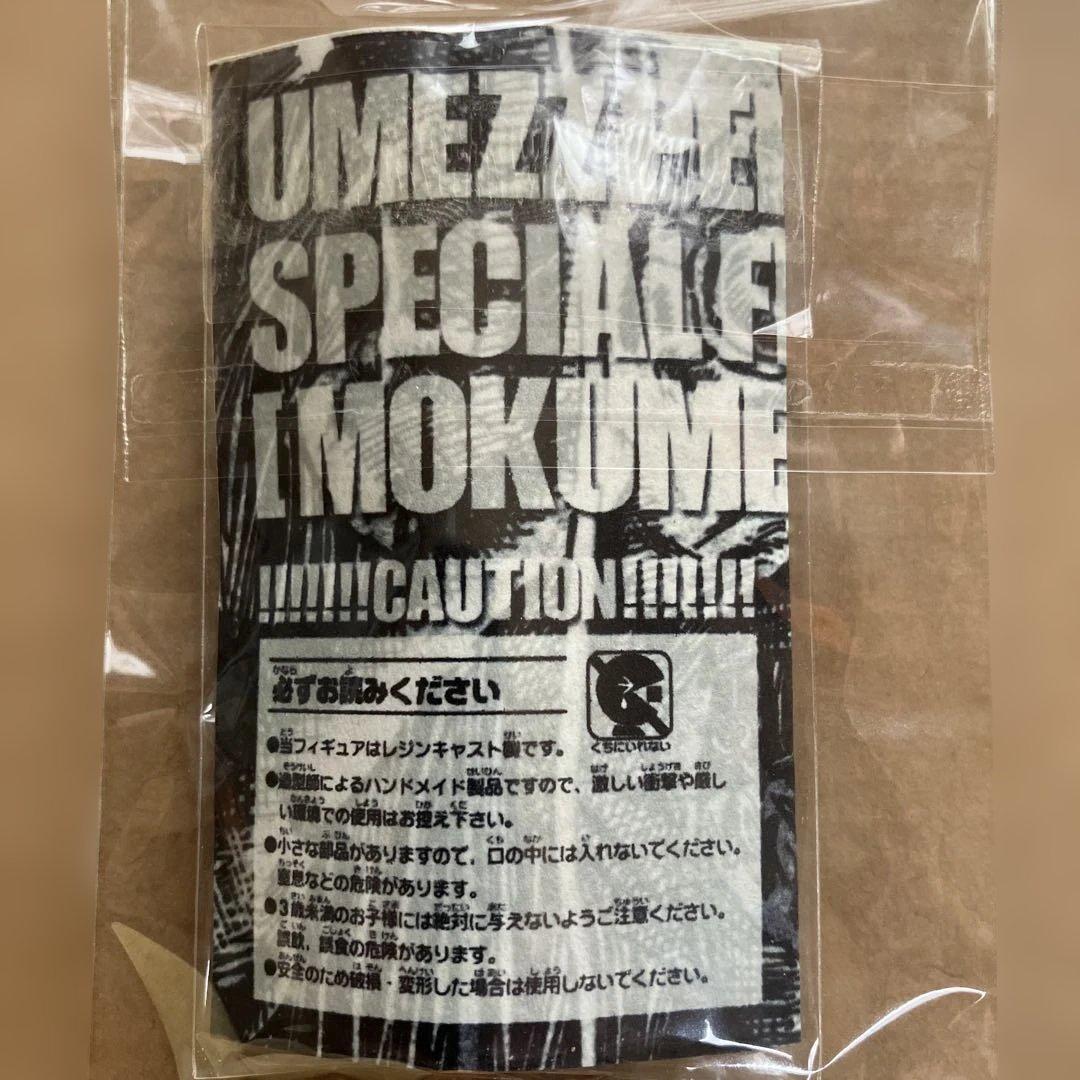 UMEZZ
SPECIAL F
[MOKUME
!!!!!!!CAUTION!!!!!!!!
必ずお読みください
くちにいれない
●当フィギュアはレジンキャスト製です。
●造型師によるハンドメイド製品ですので、激しい衝撃や厳し
い環境での使用はお控え下さい。
●小さな部品がありますので、口の中には入れないでください。
窒息などの危険があります。
●3歳未満のお子様には絶対に与えないようご注意ください。
誤飲、誤食の危険があります。
●安全のため破損・変形した場合は使用しないでください。